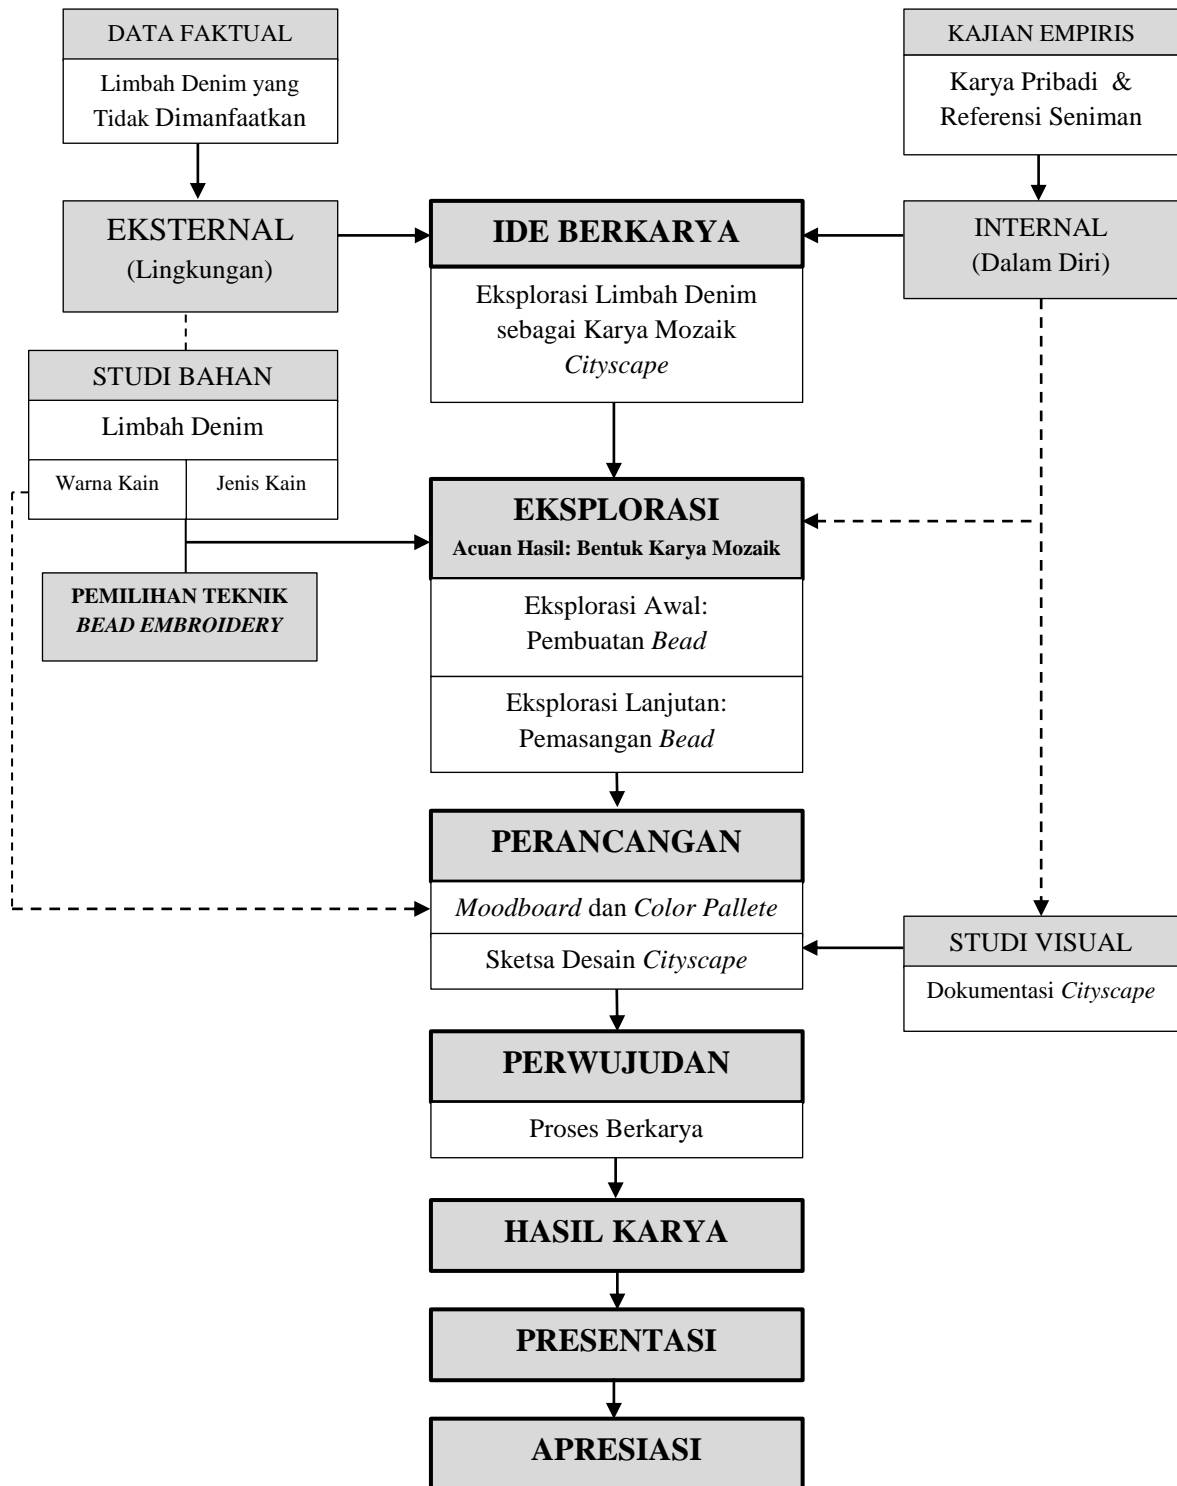 DATA FAKTUAL
Limbah Denim yang
Tidak Dimanfaatkan
KAJIAN EMPIRIS
Karya Pribadi &
Referensi Seniman
EKSTERNAL
(Lingkungan)
IDE BERKARYA
Eksplorasi Limbah Denim
sebagai Karya Mozaik
Cityscape
INTERNAL
(Dalam Diri)
STUDI BAHAN
Limbah Denim
Warna Kain
Jenis Kain
EKSPLORASI
Acuan Hasil: Bentuk Karya Mozaik
Eksplorasi Awal:
Pembuatan Bead
Eksplorasi Lanjutan:
Pemasangan Bead
PEMILIHAN TEKNIK
BEAD EMBROIDERY
PERANCANGAN
Moodboard dan Color Pallete
Sketsa Desain Cityscape
STUDI VISUAL
Dokumentasi Cityscape
PERWUJUDAN
Proses Berkarya
HASIL KARYA
PRESENTASI
APRESIASI